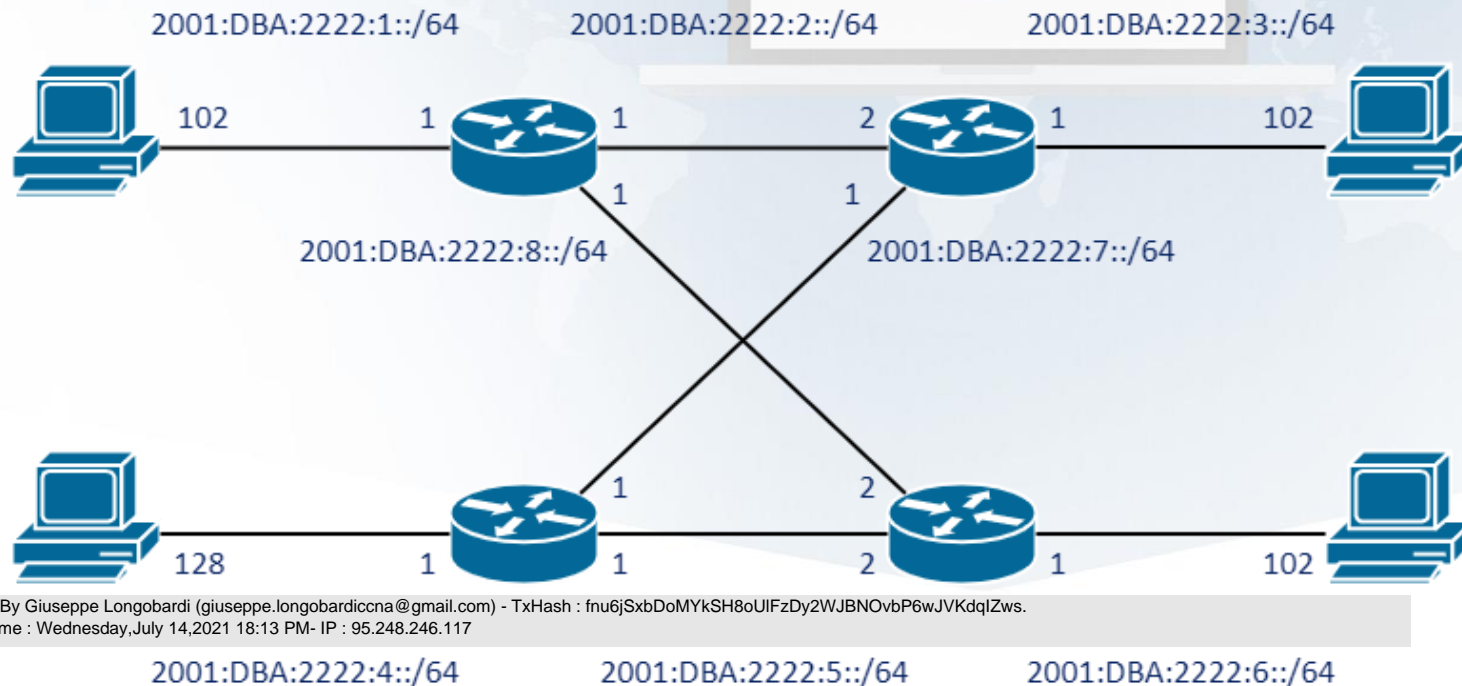 2001:DBA:2222:1::/64 2001:DBA:2222:2::/64 2001:DBA:2222:3::/64
102 1 1 2 1 102
1 1
2001:DBA:2222:8::/64 2001:DBA:2222:7::/64
1 2
128 1 1 2 1 102
By Giuseppe Longobardi (giuseppe.longobardiccna@gmail.com) - TxHash : fnu6jSxbDoMYkSH8oUlFzDy2WJBNOvbP6wJVKdqIZws.
me : Wednesday,July 14,2021 18:13 PM- IP : 95.248.246.117
2001:DBA:2222:4::/64 2001:DBA:2222:5::/64 2001:DBA:2222:6::/64